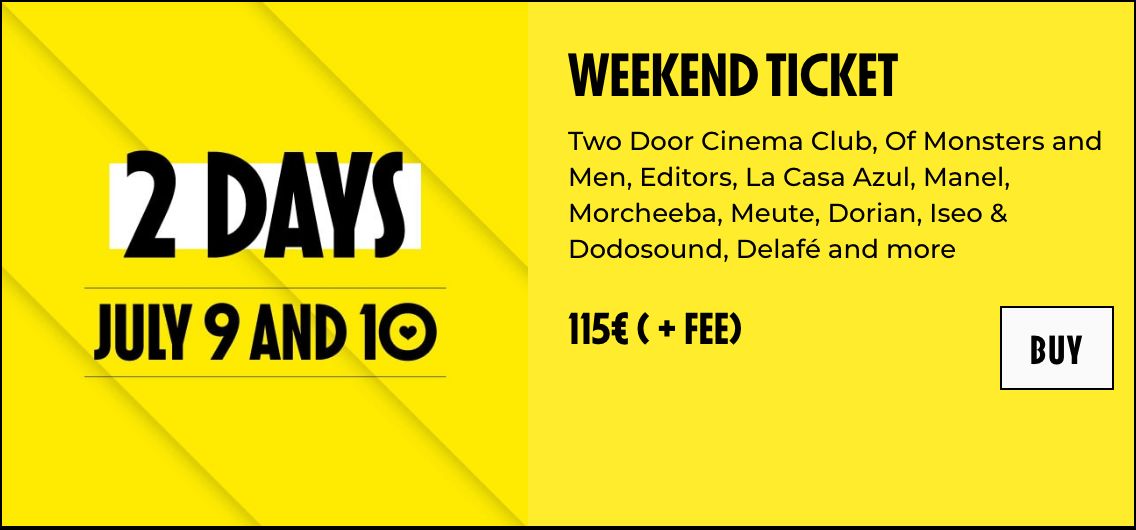 2 DAYS
JULY 9 AND 10
WEEKEND TICKET
Two Door Cinema Club, Of Monsters and
Men, Editors, La Casa Azul, Manel,
Morcheeba, Meute, Dorian, Iseo &
Dodosound, Delafé and more
115€ ( + FEE)
BUY